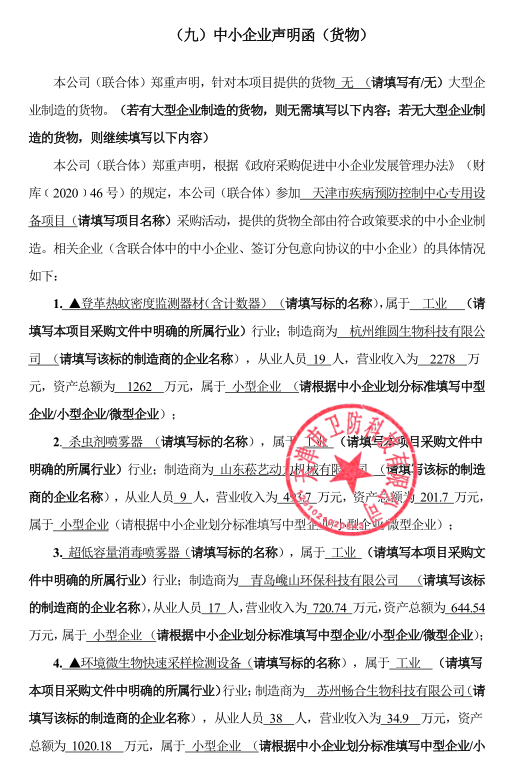 （九）中小企业声明函（货物）
本公司（联合体）郑重声明，针对本项目提供的货物 无 （请填写有/无）大型企
业制造的货物。（若有大型企业制造的货物，则无需填写以下内容；若无大型企业制
造的货物，则继续填写以下内容）
本公司（联合体）郑重声明，根据《政府采购促进中小企业发展管理办法》（财
库﹝2020﹞46 号）的规定，本公司（联合体）参加 天津市疾病预防控制中心专用设
备项目（请填写项目名称）采购活动，提供的货物全部由符合政策要求的中小企业制
造。相关企业（含联合体中的中小企业、签订分包意向协议的中小企业）的具体情况
如下：
1. ▲登革热蚊密度监测器材（含计数器）（请填写标的名称），属于 工业 （请
填写本项目采购文件中明确的所属行业）行业；制造商为 杭州维圆生物科技有限公
司 （请填写该标的制造商的企业名称），从业人员 19 人，营业收入为 2278 万
元，资产总额为 1262 万元，属于 小型企业 （请根据中小企业划分标准填写中型
企业/小型企业/微型企业）；
2. 杀虫剂喷雾器 （请填写标的名称），属于 工业 （请填写本项目采购文件中
明确的所属行业）行业；制造商为 山东菘艺动力机械有限公司 （请填写该标的制造
商的企业名称），从业人员 9 人，营业收入为 万元，资产总额为 201.7 万元，
属于 小型企业（请根据中小企业划分标准填写中型企业/小型企业/微型企业）；
3. 超低容量消毒喷雾器（请填写标的名称），属于 工业 （请填写本项目采购文
件中明确的所属行业）行业；制造商为 青岛巉山环保科技有限公司 （请填写该标
的制造商的企业名称），从业人员 17 人，营业收入为 720.74 万元，资产总额为 644.54
万元，属于 小型企业 （请根据中小企业划分标准填写中型企业/小型企业/微型企业）；
4. ▲环境微生物快速采样检测设备（请填写标的名称），属于 工业 （请填写
本项目采购文件中明确的所属行业）行业；制造商为 苏州畅合生物科技有限公司（请
填写该标的制造商的企业名称），从业人员 38 人，营业收入为 34.9 万元，资产
总额为 1020.18 万元，属于 小型企业 （请根据中小企业划分标准填写中型企业/小
天津市卫防科技有限公司